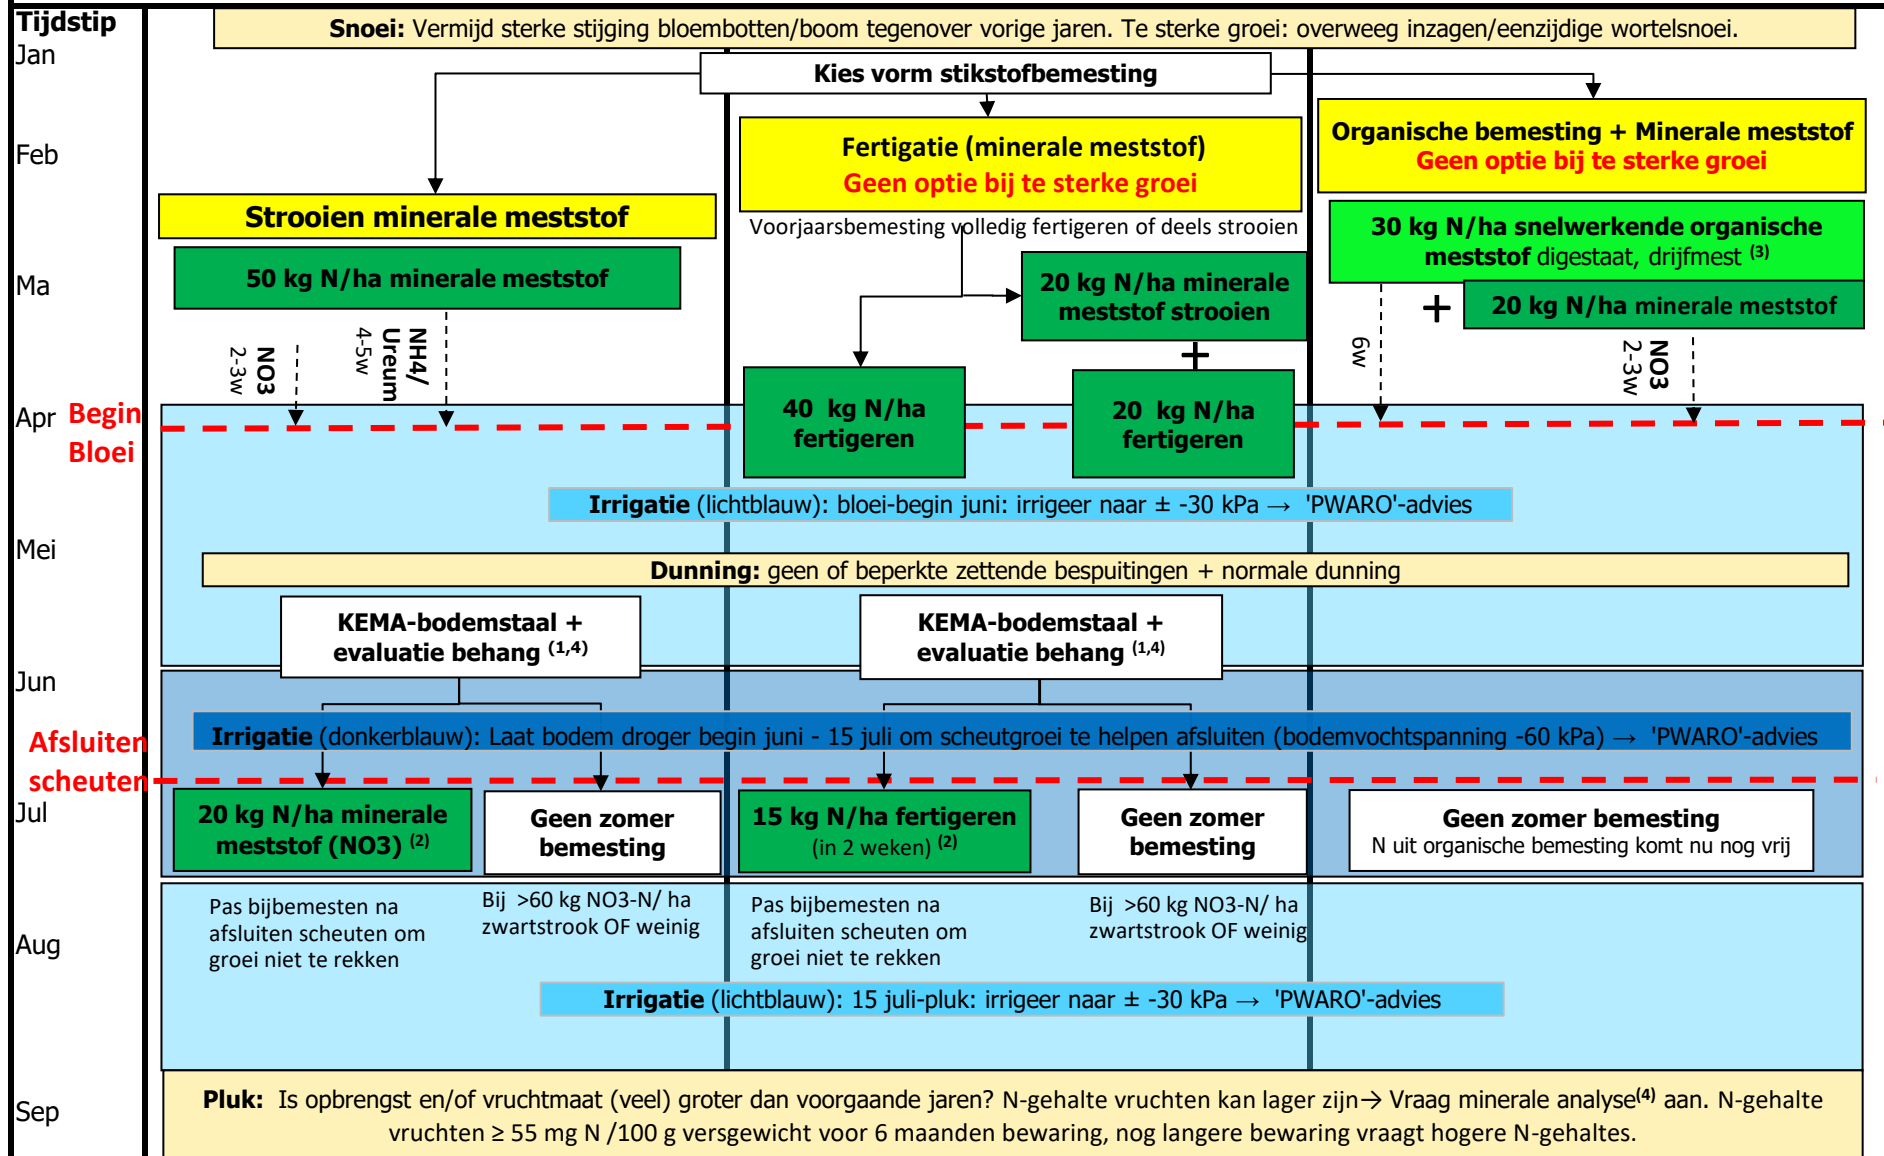 Tijdstip
Snoei: Vermijd sterke stijging bloembotten/boom tegenover vorige jaren. Te sterke groei: overweeg inzagen/eenzijdige wortelsnoei.
Jan
Kies vorm stikstofbemesting
Feb
Strooien minerale meststof
50 kg N/ha minerale meststof
NO3
2-3w
NH4/
Ureum
4-5w
Fertigatie (minerale meststof)
Geen optie bij te sterke groei
Voorjaarsbemesting volledig fertigeren of deels strooien
20 kg N/ha minerale
meststof strooien
+
40 kg N/ha
fertigeren
20 kg N/ha
fertigeren
Organische bemesting + Minerale meststof
Geen optie bij te sterke groei
30 kg N/ha snelwerkende organische
meststof digestaat, drijfmest (3)
+
20 kg N/ha minerale meststof
6w
NO3
2-3w
Ma
Apr
Begin
Bloei
Irrigatie (lichtblauw): bloei-begin juni: irrigeer naar ± -30 kPa → 'PWARO'-advies
Mei
Dunning: geen of beperkte zettende bespuitingen + normale dunning
KEMA-bodemstaal +
evaluatie behang (1,4)
KEMA-bodemstaal +
evaluatie behang (1,4)
Jun
Irrigatie (donkerblauw): Laat bodem droger begin juni - 15 juli om scheutgroei te helpen afsluiten (bodemvochtspanning -60 kPa) → 'PWARO'-advies
Afsluiten
scheuten
Jul
20 kg N/ha minerale
meststof (NO3) (2)
Geen zomer
bemesting
15 kg N/ha fertigeren
(in 2 weken) (2)
Geen zomer
bemesting
Geen zomer bemesting
N uit organische bemesting komt nu nog vrij
Pas bijbemesten na
afsluiten scheuten om
groei niet te rekken
Bij >60 kg NO3-N/ ha
zwartstrook OF weinig
Pas bijbemesten na
afsluiten scheuten om
groei niet te rekken
Bij >60 kg NO3-N/ ha
zwartstrook OF weinig
Aug
Irrigatie (lichtblauw): 15 juli-pluk: irrigeer naar ± -30 kPa → 'PWARO'-advies
Sep
Pluk: Is opbrengst en/of vruchtmaat (veel) groter dan voorgaande jaren? N-gehalte vruchten kan lager zijn→ Vraag minerale analyse(4) aan. N-gehalte
vruchten ≥ 55 mg N /100 g versgewicht voor 6 maanden bewaring, nog langere bewaring vraagt hogere N-gehaltes.